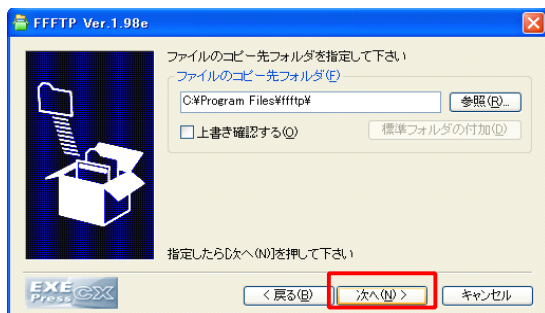 FFFTP Ver.1.98e
ファイルのコピー先フォルダを指定して下さい
ファイルのコピー先フォルダ(F)
C:¥Program Files¥ffftp¥
参照(R)...
上書き確認する(O)
標準フォルダの付加(D)
指定したら[次へ(N)]を押して下さい
EXE Press CX
< 戻る(B)
次へ(N) >
キャンセル